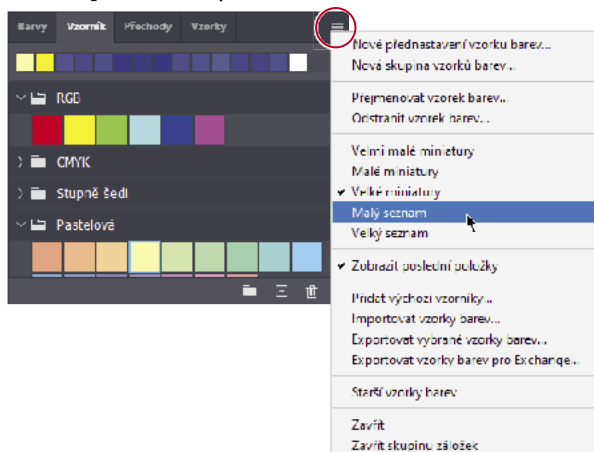 Barvy Vzorník Přechody Vzorky
RGB
CMYK
Stupně šedi
Pastelová
Nové přednastavení vzorku barev...
Nová skupina vzorků barev...
Přejmenovat vzorek barev...
Odstranit vzorek barev...
Velmi malé miniatury
Malé miniatury
Velké miniatury
Malý seznam
Velký seznam
Zobrazit poslední položky
Přidat výchozí vzorníky...
Importovat vzorky barev...
Exportovat vybrané vzorky barev...
Exportovat vzorky barev pro Exchange...
Starší vzorky barev
Zavřít
Zavřít skupinu záložek